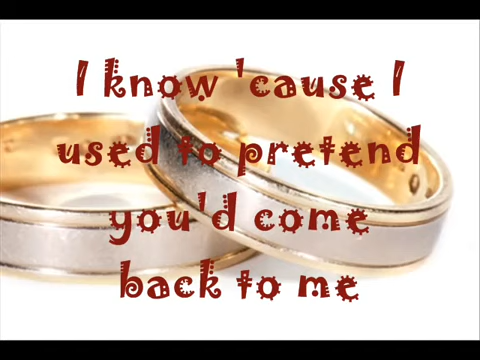 I know 'cause I
used to pretend
you'd come
back to me